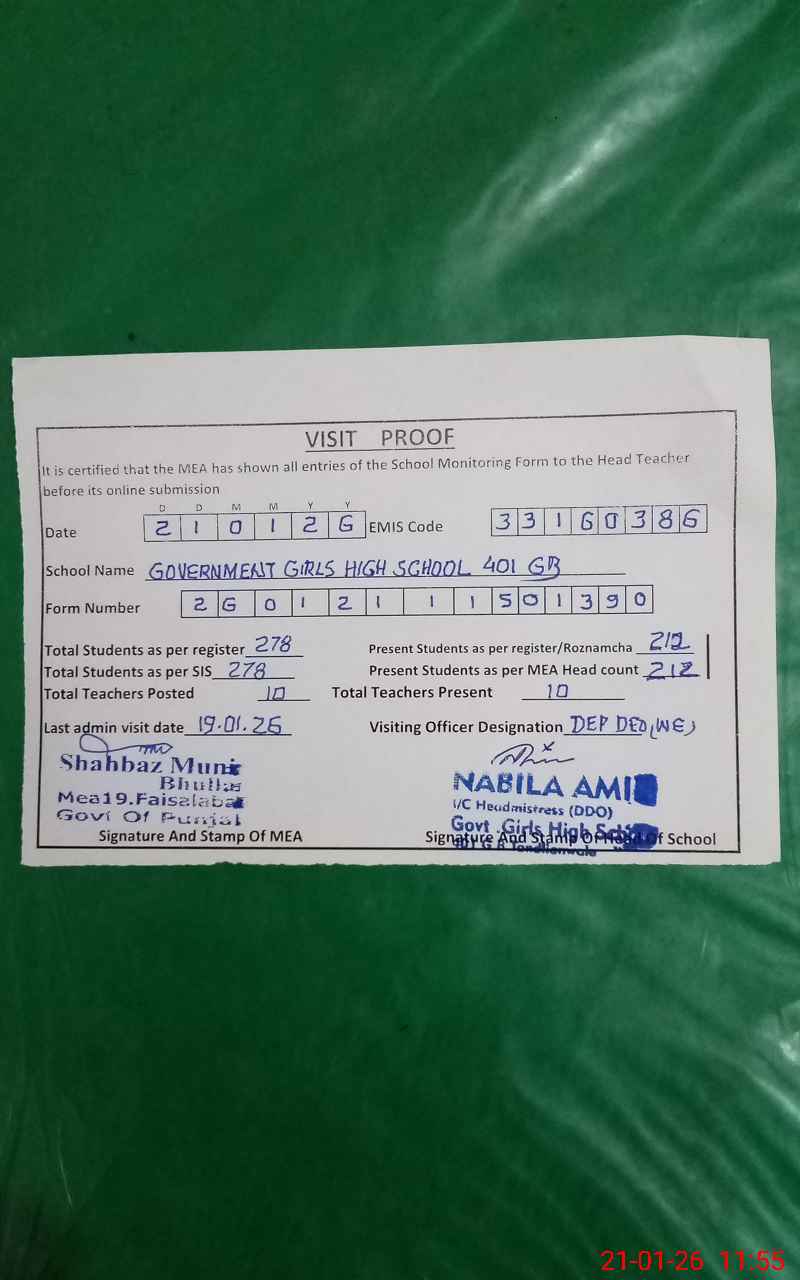 VISIT PROOF
It is certified that the MEA has shown all entries of the School Monitoring Form to the Head Teacher
before its online submission
D D M M Y Y
Date 2 1 0 1 2 6 EMIS Code 3 3 1 6 0 3 8 6
School Name GOVERNMENT GIRLS HIGH SCHOOL 401 GB
Form Number 2 6 0 1 2 1 1 1 5 0 1 3 9 0
Total Students as per register 278 Present Students as per register/Roznamcha 212
Total Students as per SIS 278 Present Students as per MEA Head count 212
Total Teachers Posted 10 Total Teachers Present 10
Last admin visit date 19.01.26 Visiting Officer Designation DEP DEO (WE)
Shahbaz Munir
Bhullar
Mea19.Faisalabad
Govt Of Punjab
Signature And Stamp Of MEA
NABILA AMI
I/C Headmistress (DDO)
Govt. Girls High School
401 G B Tandlianwala
Signature And Stamp Of Head Of School
21-01-26 11:55